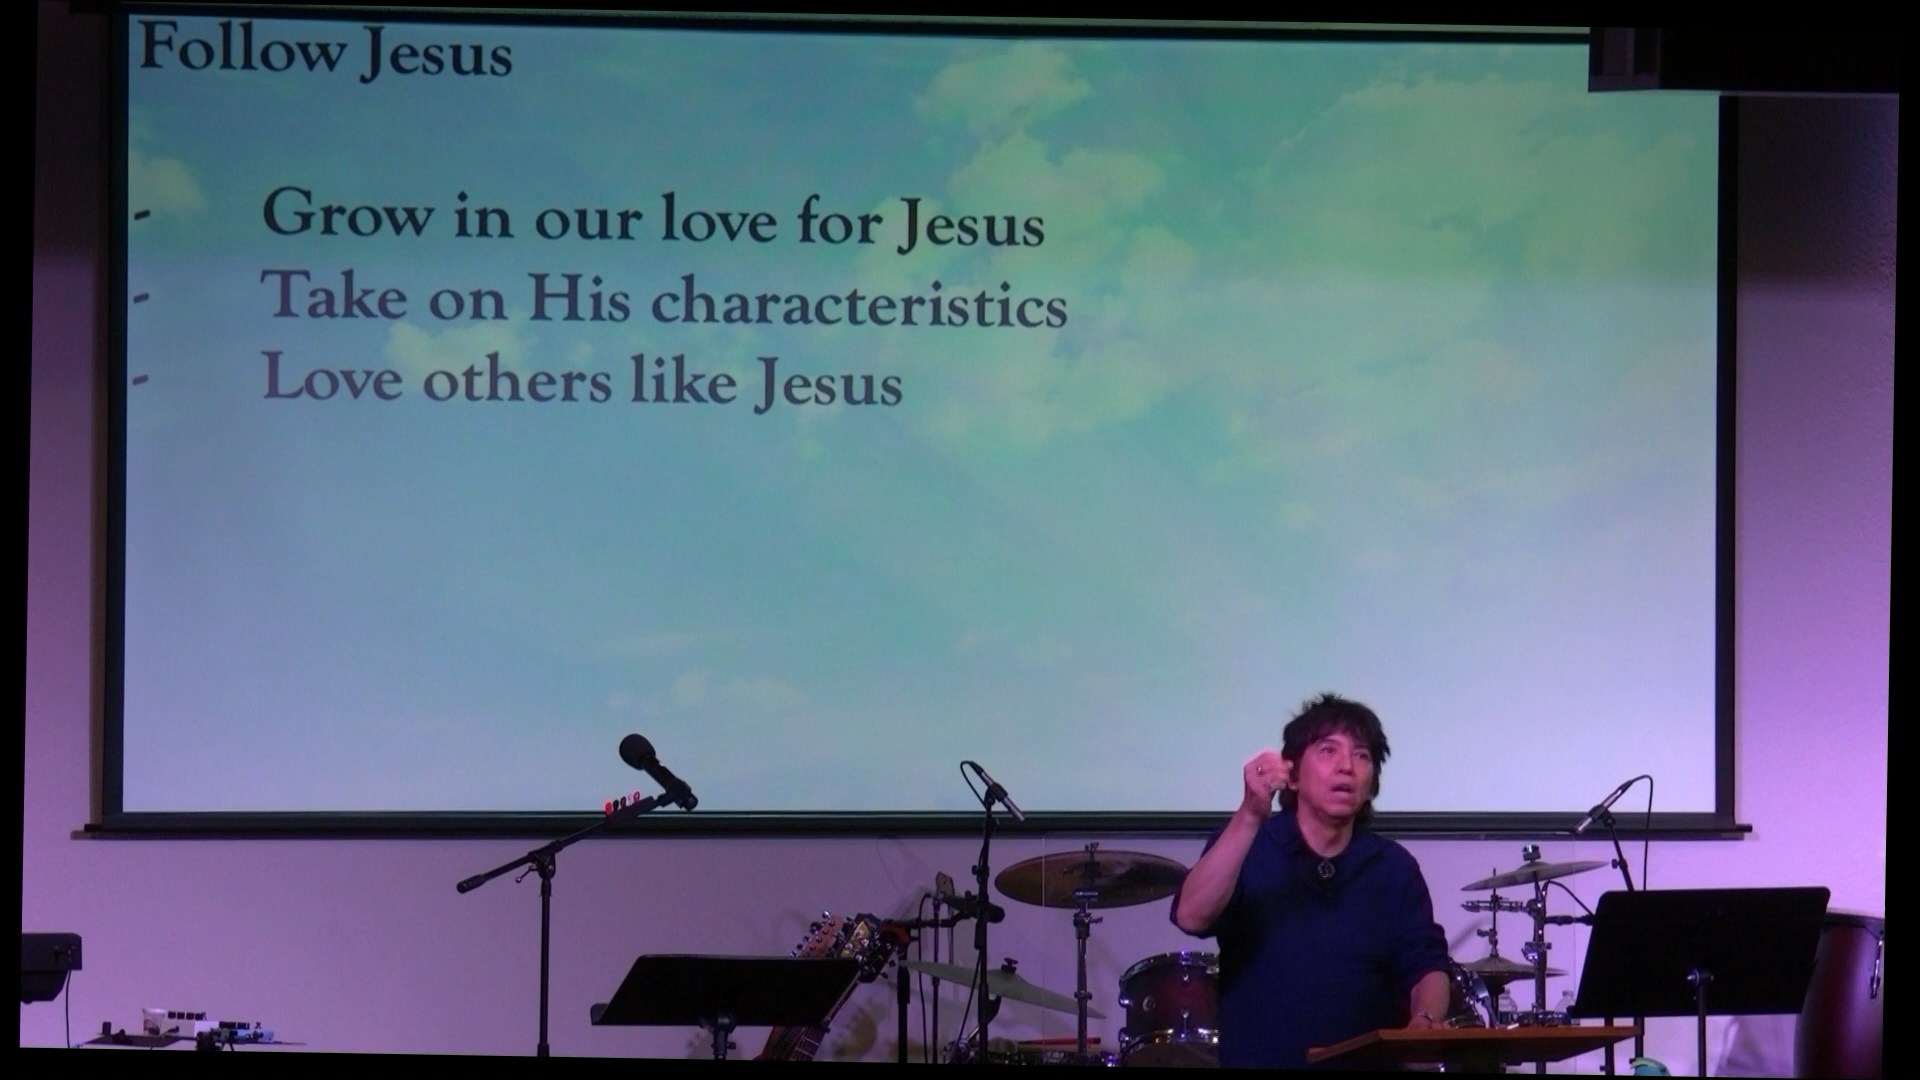 Follow Jesus
- Grow in our love for Jesus
- Take on His characteristics
- Love others like Jesus